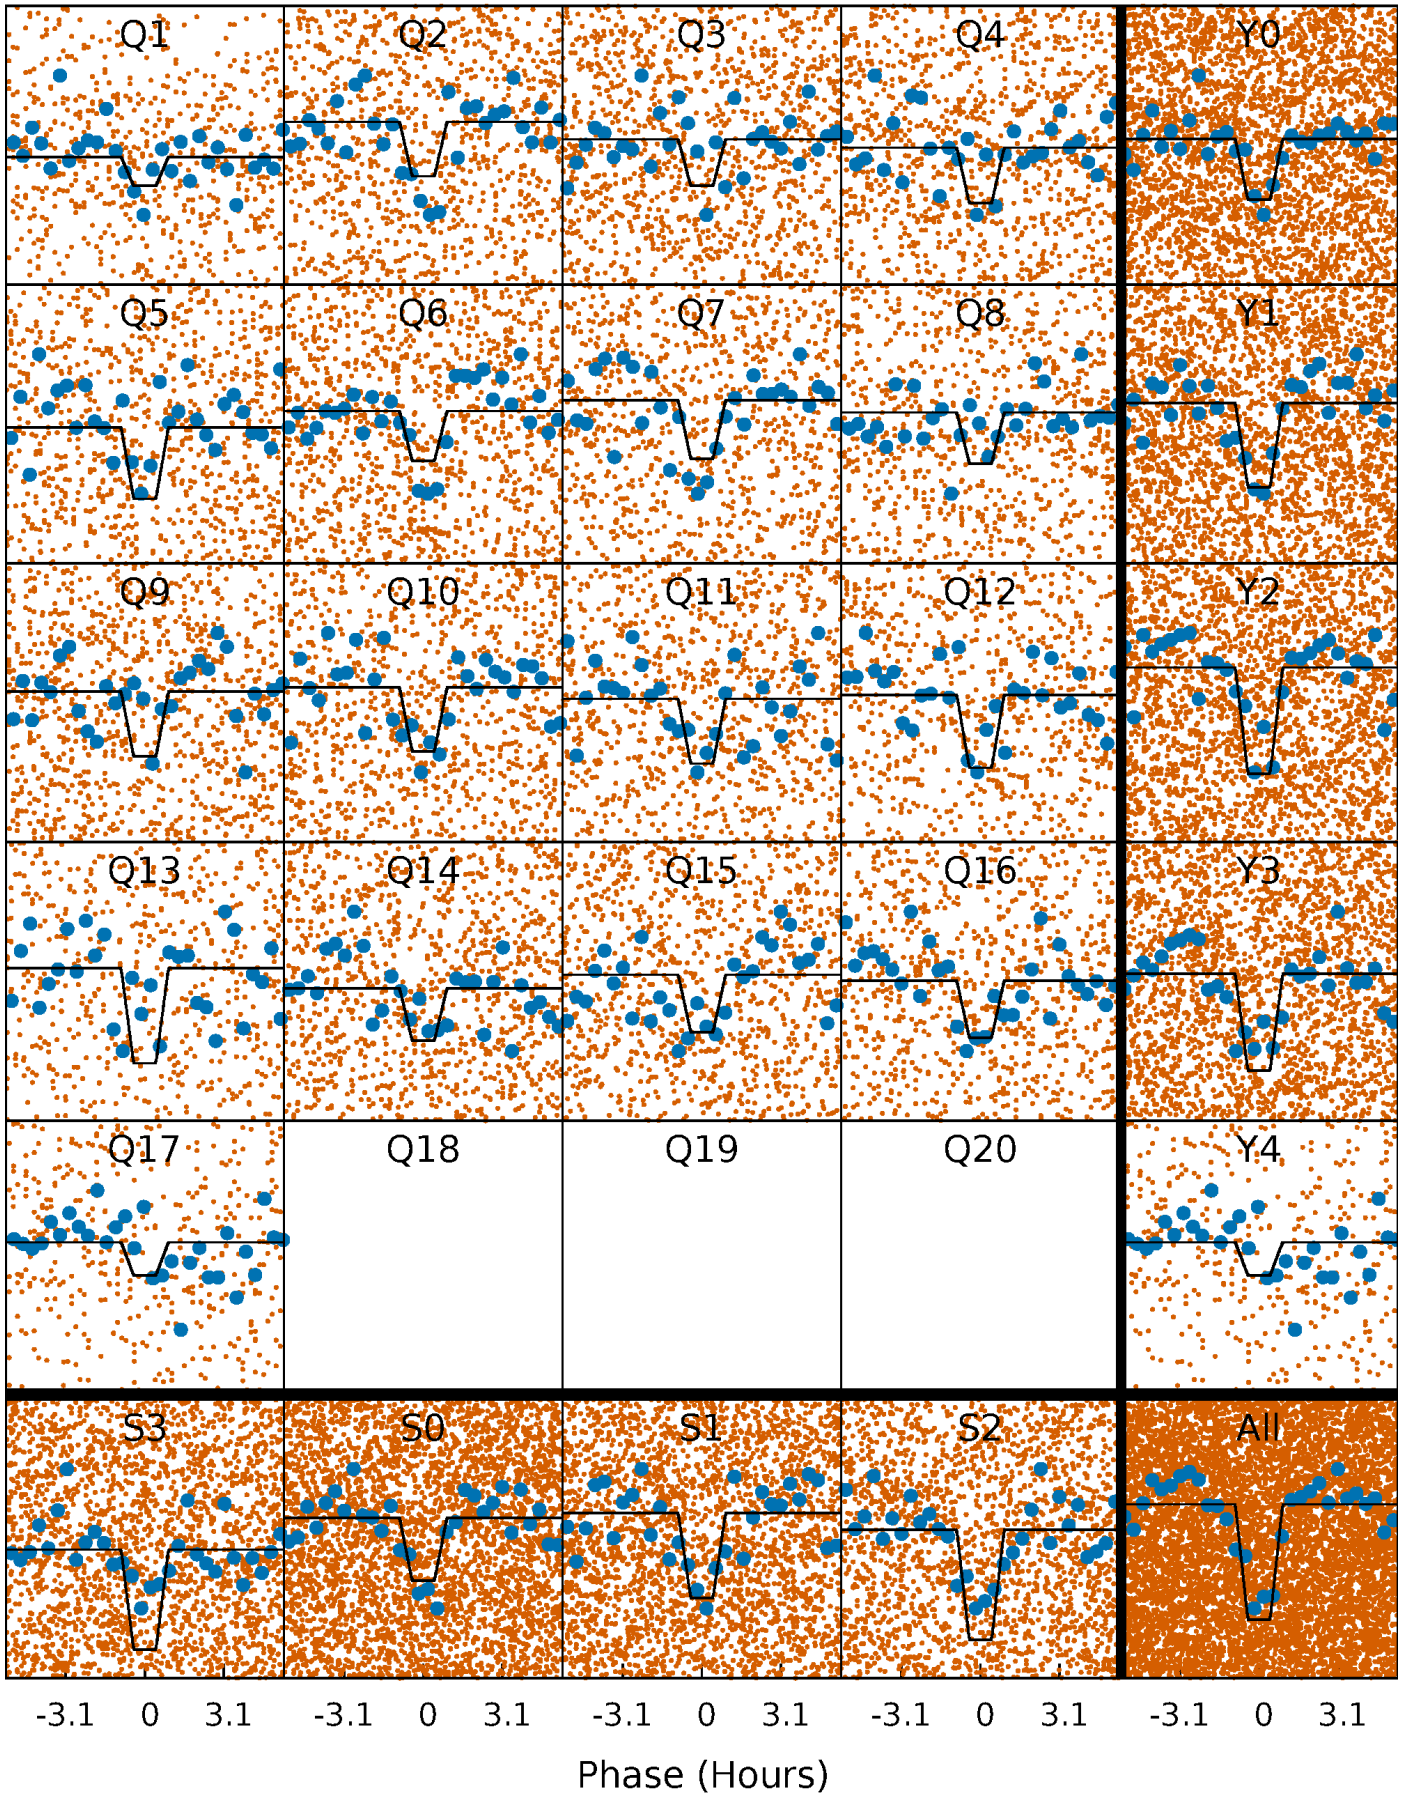 Q1 Q2 Q3 Q4 Y0
Q5 Q6 Q7 Q8 Y1
Q9 Q10 Q11 Q12 Y2
Q13 Q14 Q15 Q16 Y3
Q17 Q18 Q19 Q20 Y4
S3 S0 S1 S2 All
-3.1 0 3.1 -3.1 0 3.1 -3.1 0 3.1 -3.1 0 3.1 -3.1 0 3.1
Phase (Hours)